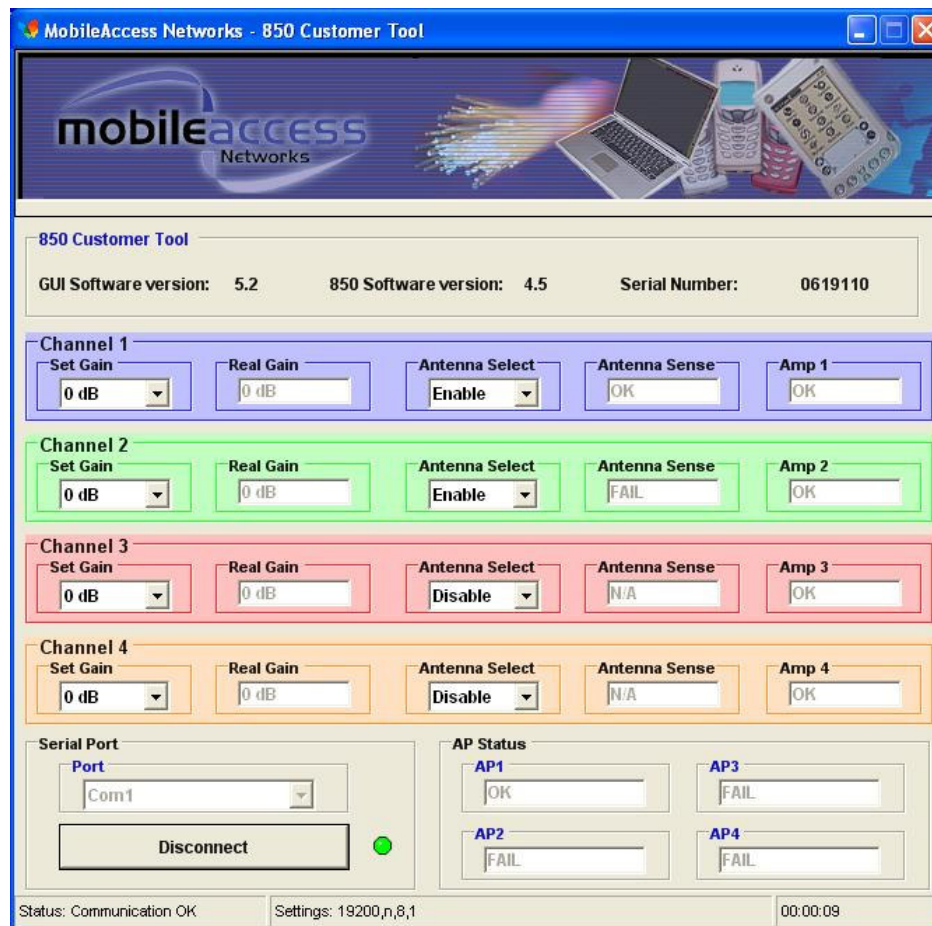 MobileAccess Networks - 850 Customer Tool
mobileaccess
Networks
850 Customer Tool
GUI Software version: 5.2 850 Software version: 4.5 Serial Number: 0619110
Channel 1
Set Gain Real Gain Antenna Select Antenna Sense Amp 1
0 dB 0 dB Enable OK OK
Channel 2
Set Gain Real Gain Antenna Select Antenna Sense Amp 2
0 dB 0 dB Enable FAIL OK
Channel 3
Set Gain Real Gain Antenna Select Antenna Sense Amp 3
0 dB 0 dB Disable N/A OK
Channel 4
Set Gain Real Gain Antenna Select Antenna Sense Amp 4
0 dB 0 dB Disable N/A OK
Serial Port
Port
Com1
Disconnect
AP Status
AP1 AP3
OK FAIL
AP2 AP4
FAIL FAIL
Status: Communication OK Settings: 19200,n,8,1 00:00:09